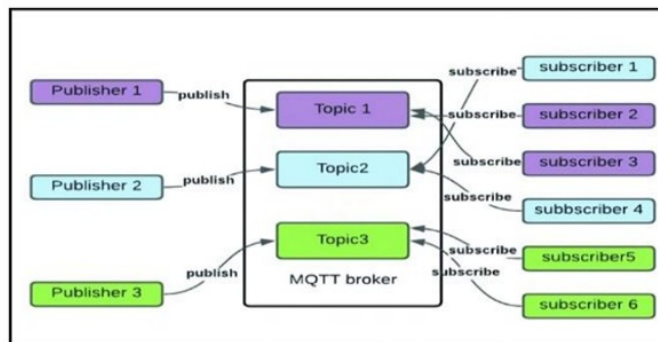 Publisher 1
publish
Publisher 2
publish
Publisher 3
publish
Topic 1
Topic2
Topic3
MQTT broker
subscribe
subscribe
subscribe
subscribe
subscribe
subscribe
subscriber 1
subscriber 2
subscriber 3
subbscriber 4
subscriber5
subscriber 6